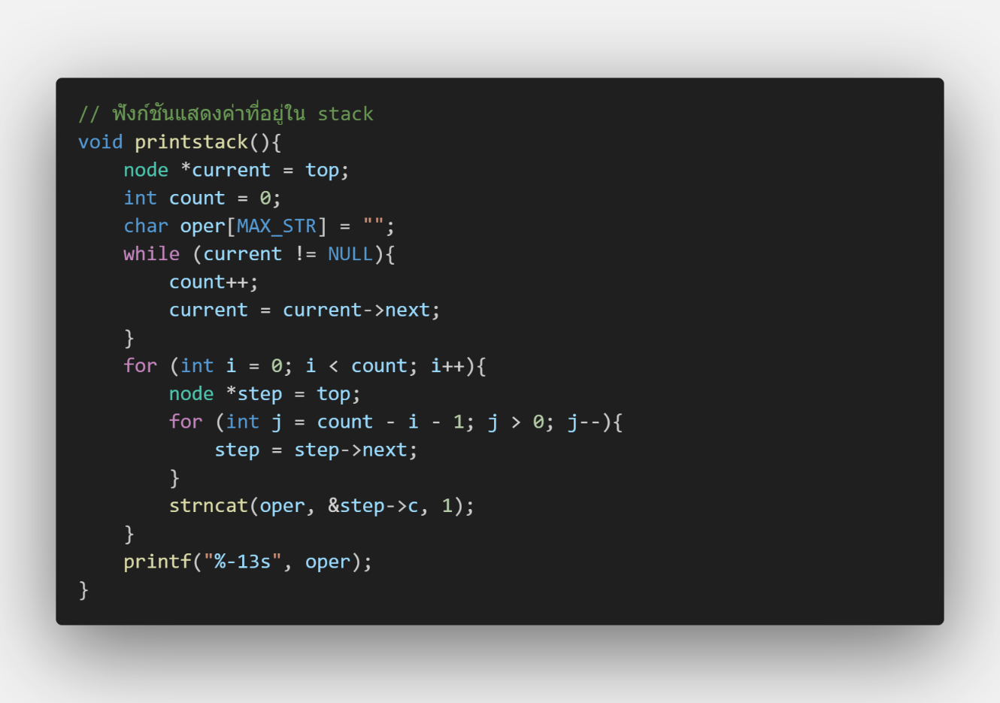 // ฟังก์ชันแสดงค่าที่อยู่ใน stack
void printstack(){
    node *current = top;
    int count = 0;
    char oper[MAX_STR] = "";
    while (current != NULL){
        count++;
        current = current->next;
    }
    for (int i = 0; i < count; i++){
        node *step = top;
        for (int j = count - i - 1; j > 0; j--){
            step = step->next;
        }
        strncat(oper, &step->c, 1);
    }
    printf("%-13s", oper);
}